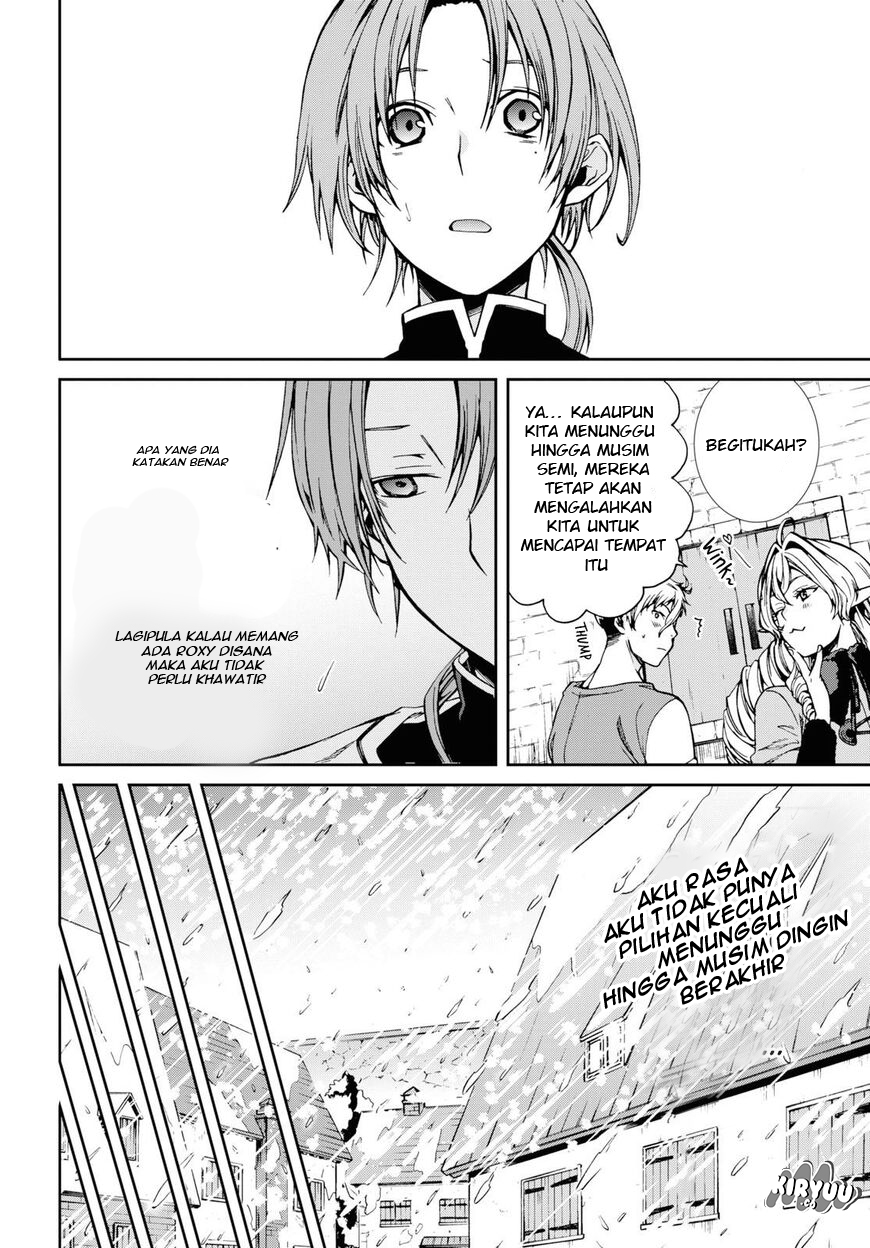 BEGITUKAH?
YA... KALAUPUN
KITA MENUNGGU
HINGGA MUSIM
SEMI, MEREKA
TETAP AKAN
MENGALAHKAN
KITA UNTUK
MENCAPAI TEMPAT
ITU
WINK~
THUMP
APA YANG DIA
KATAKAN BENAR
LAGIPULA KALAU MEMANG
ADA ROXY DISANA
MAKA AKU TIDAK
PERLU KHAWATIR
AKU RASA
AKU TIDAK PUNYA
PILIHAN KECUALI
MENUNGGU
HINGGA MUSIM DINGIN
BERAKHIR
...
KIRYUU